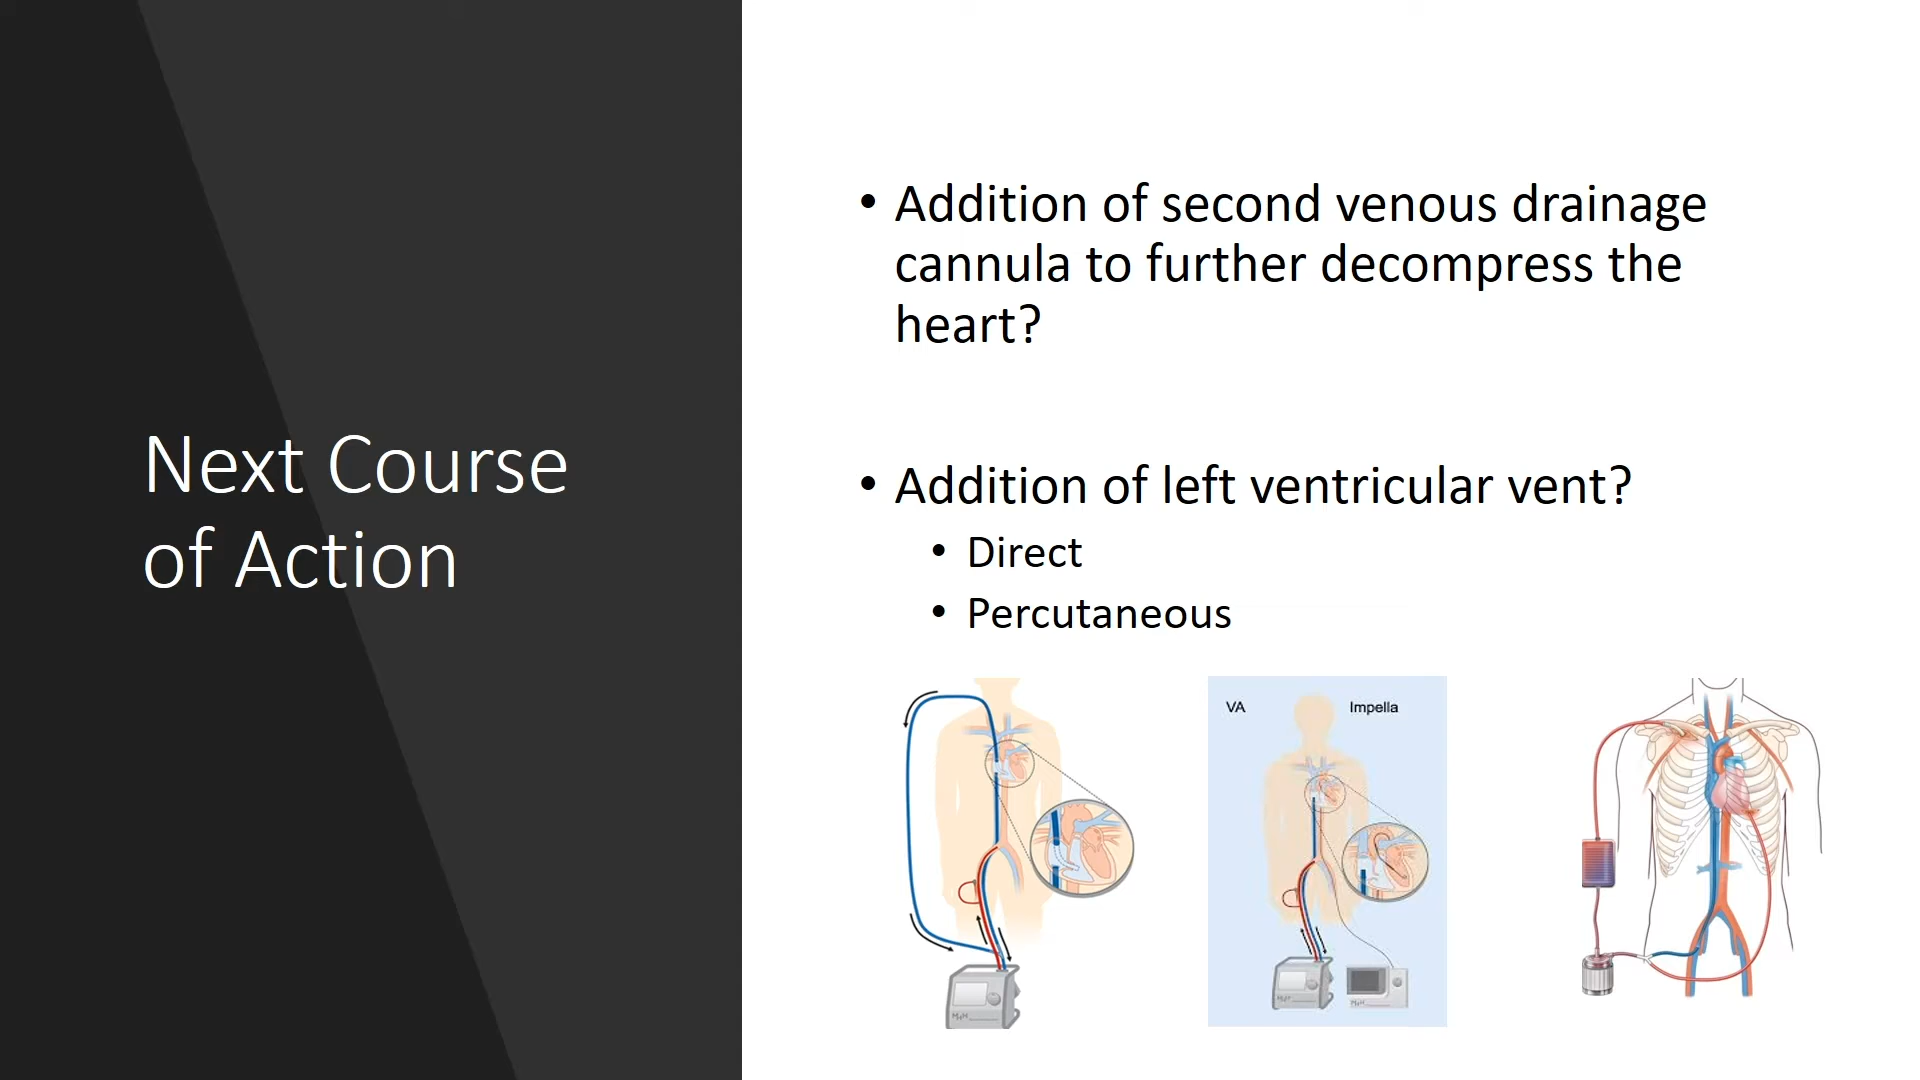 Next Course
of Action
• Addition of second venous drainage
cannula to further decompress the
heart?
• Addition of left ventricular vent?
• Direct
• Percutaneous
VA
Impella